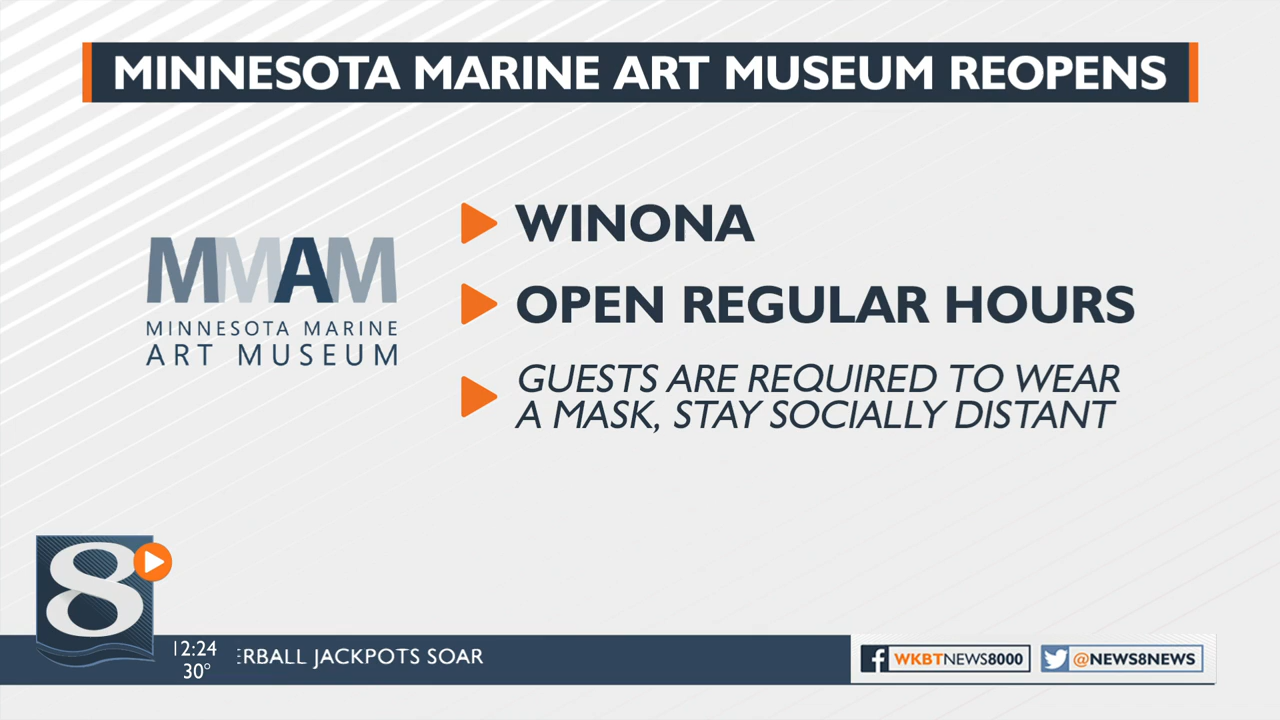 MINNESOTA MARINE ART MUSEUM REOPENS
MMAM
MINNESOTA MARINE
ART MUSEUM
WINONA
OPEN REGULAR HOURS
GUESTS ARE REQUIRED TO WEAR
A MASK, STAY SOCIALLY DISTANT
8
12:24
30°
JACKPOTS SOAR
WKBTNEWS8000
@NEWS8NEWS